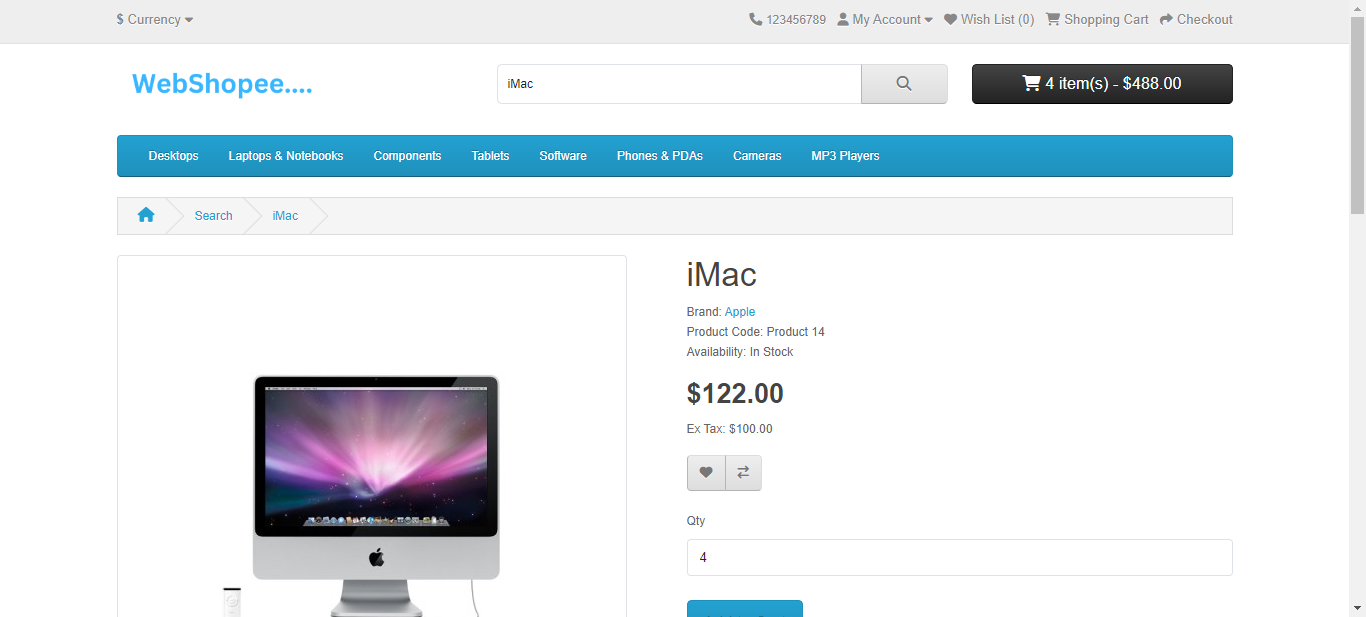 $ Currency
123456789 My Account Wish List (0) Shopping Cart Checkout
WebShopee....
iMac
4 item(s) - $488.00
Desktops Laptops & Notebooks Components Tablets Software Phones & PDAs Cameras MP3 Players
Search iMac
iMac
Brand: Apple
Product Code: Product 14
Availability: In Stock
$122.00
Ex Tax: $100.00
Qty
4